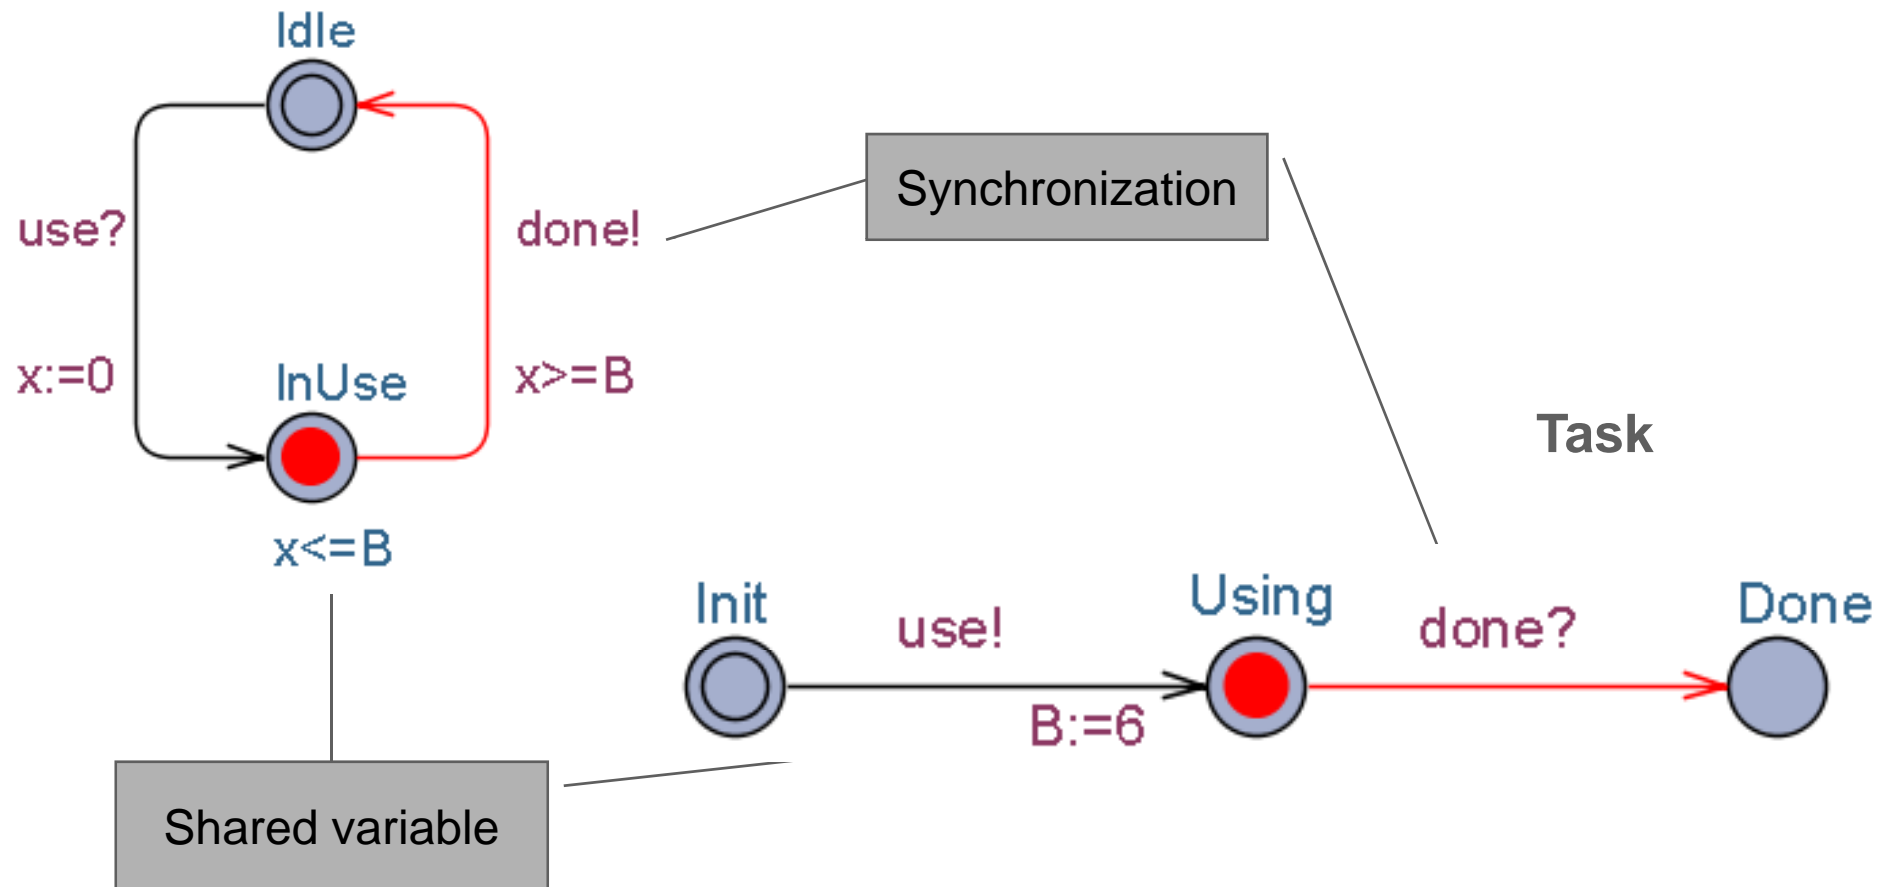 Idle
Synchronization
use?
done!
x:=0
InUse
x>=B
Task
x<=B
Init
use!
Using
done?
Done
B:=6
Shared variable